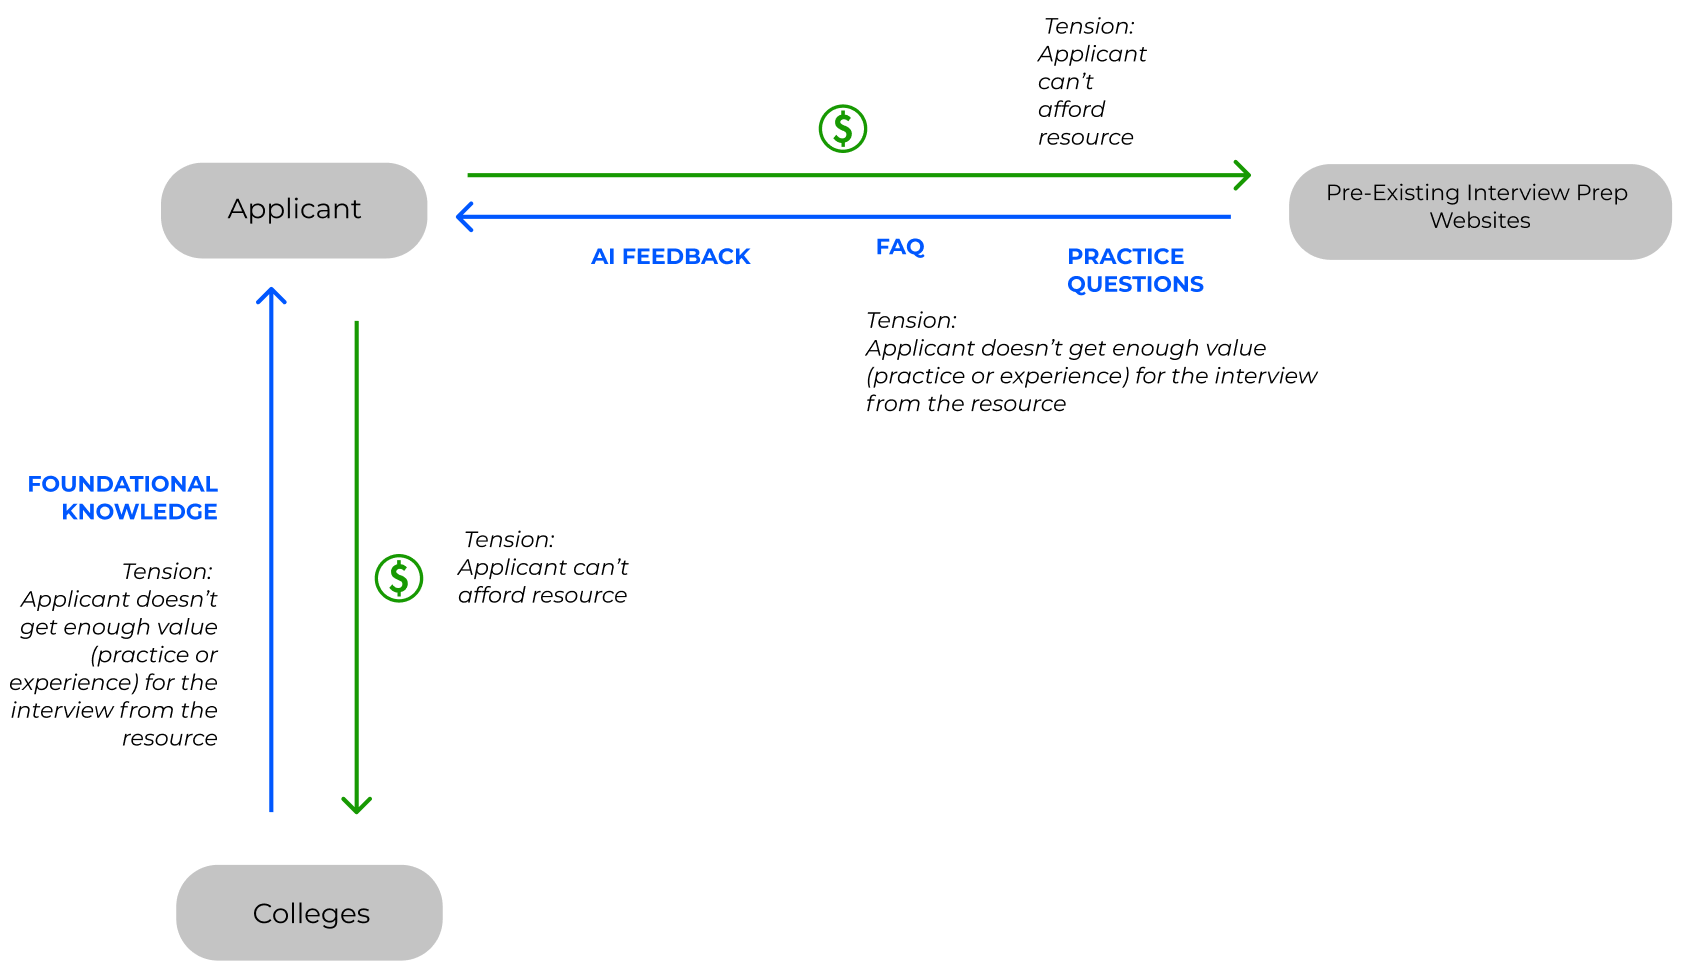 Tension:
Applicant
can’t
afford
resource
$
Applicant
Pre-Existing Interview Prep
Websites
AI FEEDBACK
FAQ
PRACTICE
QUESTIONS
Tension:
Applicant doesn’t get enough value
(practice or experience) for the interview
from the resource
FOUNDATIONAL
KNOWLEDGE
Tension:
Applicant doesn’t
get enough value
(practice or
experience) for the
interview from the
resource
$
Tension:
Applicant can’t
afford resource
Colleges